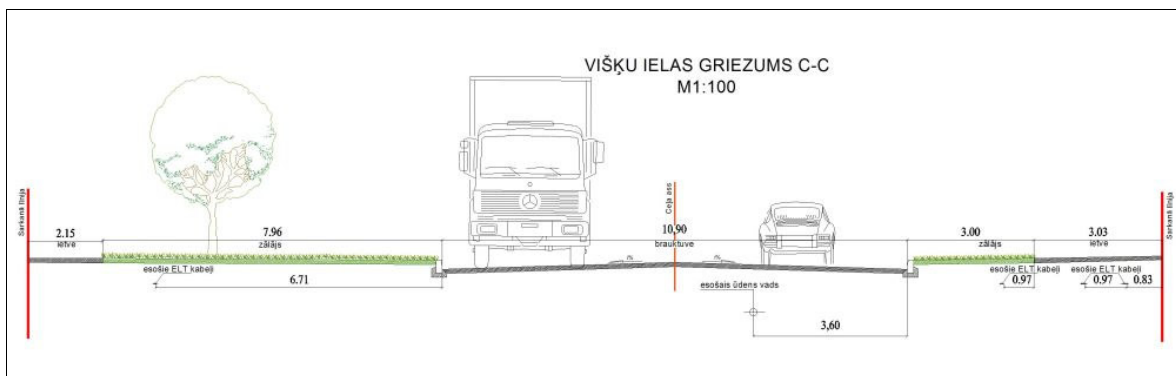 VIŠĶU IELAS GRIEZUMS C-C
M1:100
Sarkanā līnija
Ceļa ass
Sarkanā līnija
2.15
7.96
10,90
3.00
3.03
ietve
zālājs
brauktuve
zālājs
ietve
esošie ELT kabeļi
esošie ELT kabeļi
esošie ELT kabeļi
6.71
0.97
0.97
0.83
esošais ūdens vads
3,60